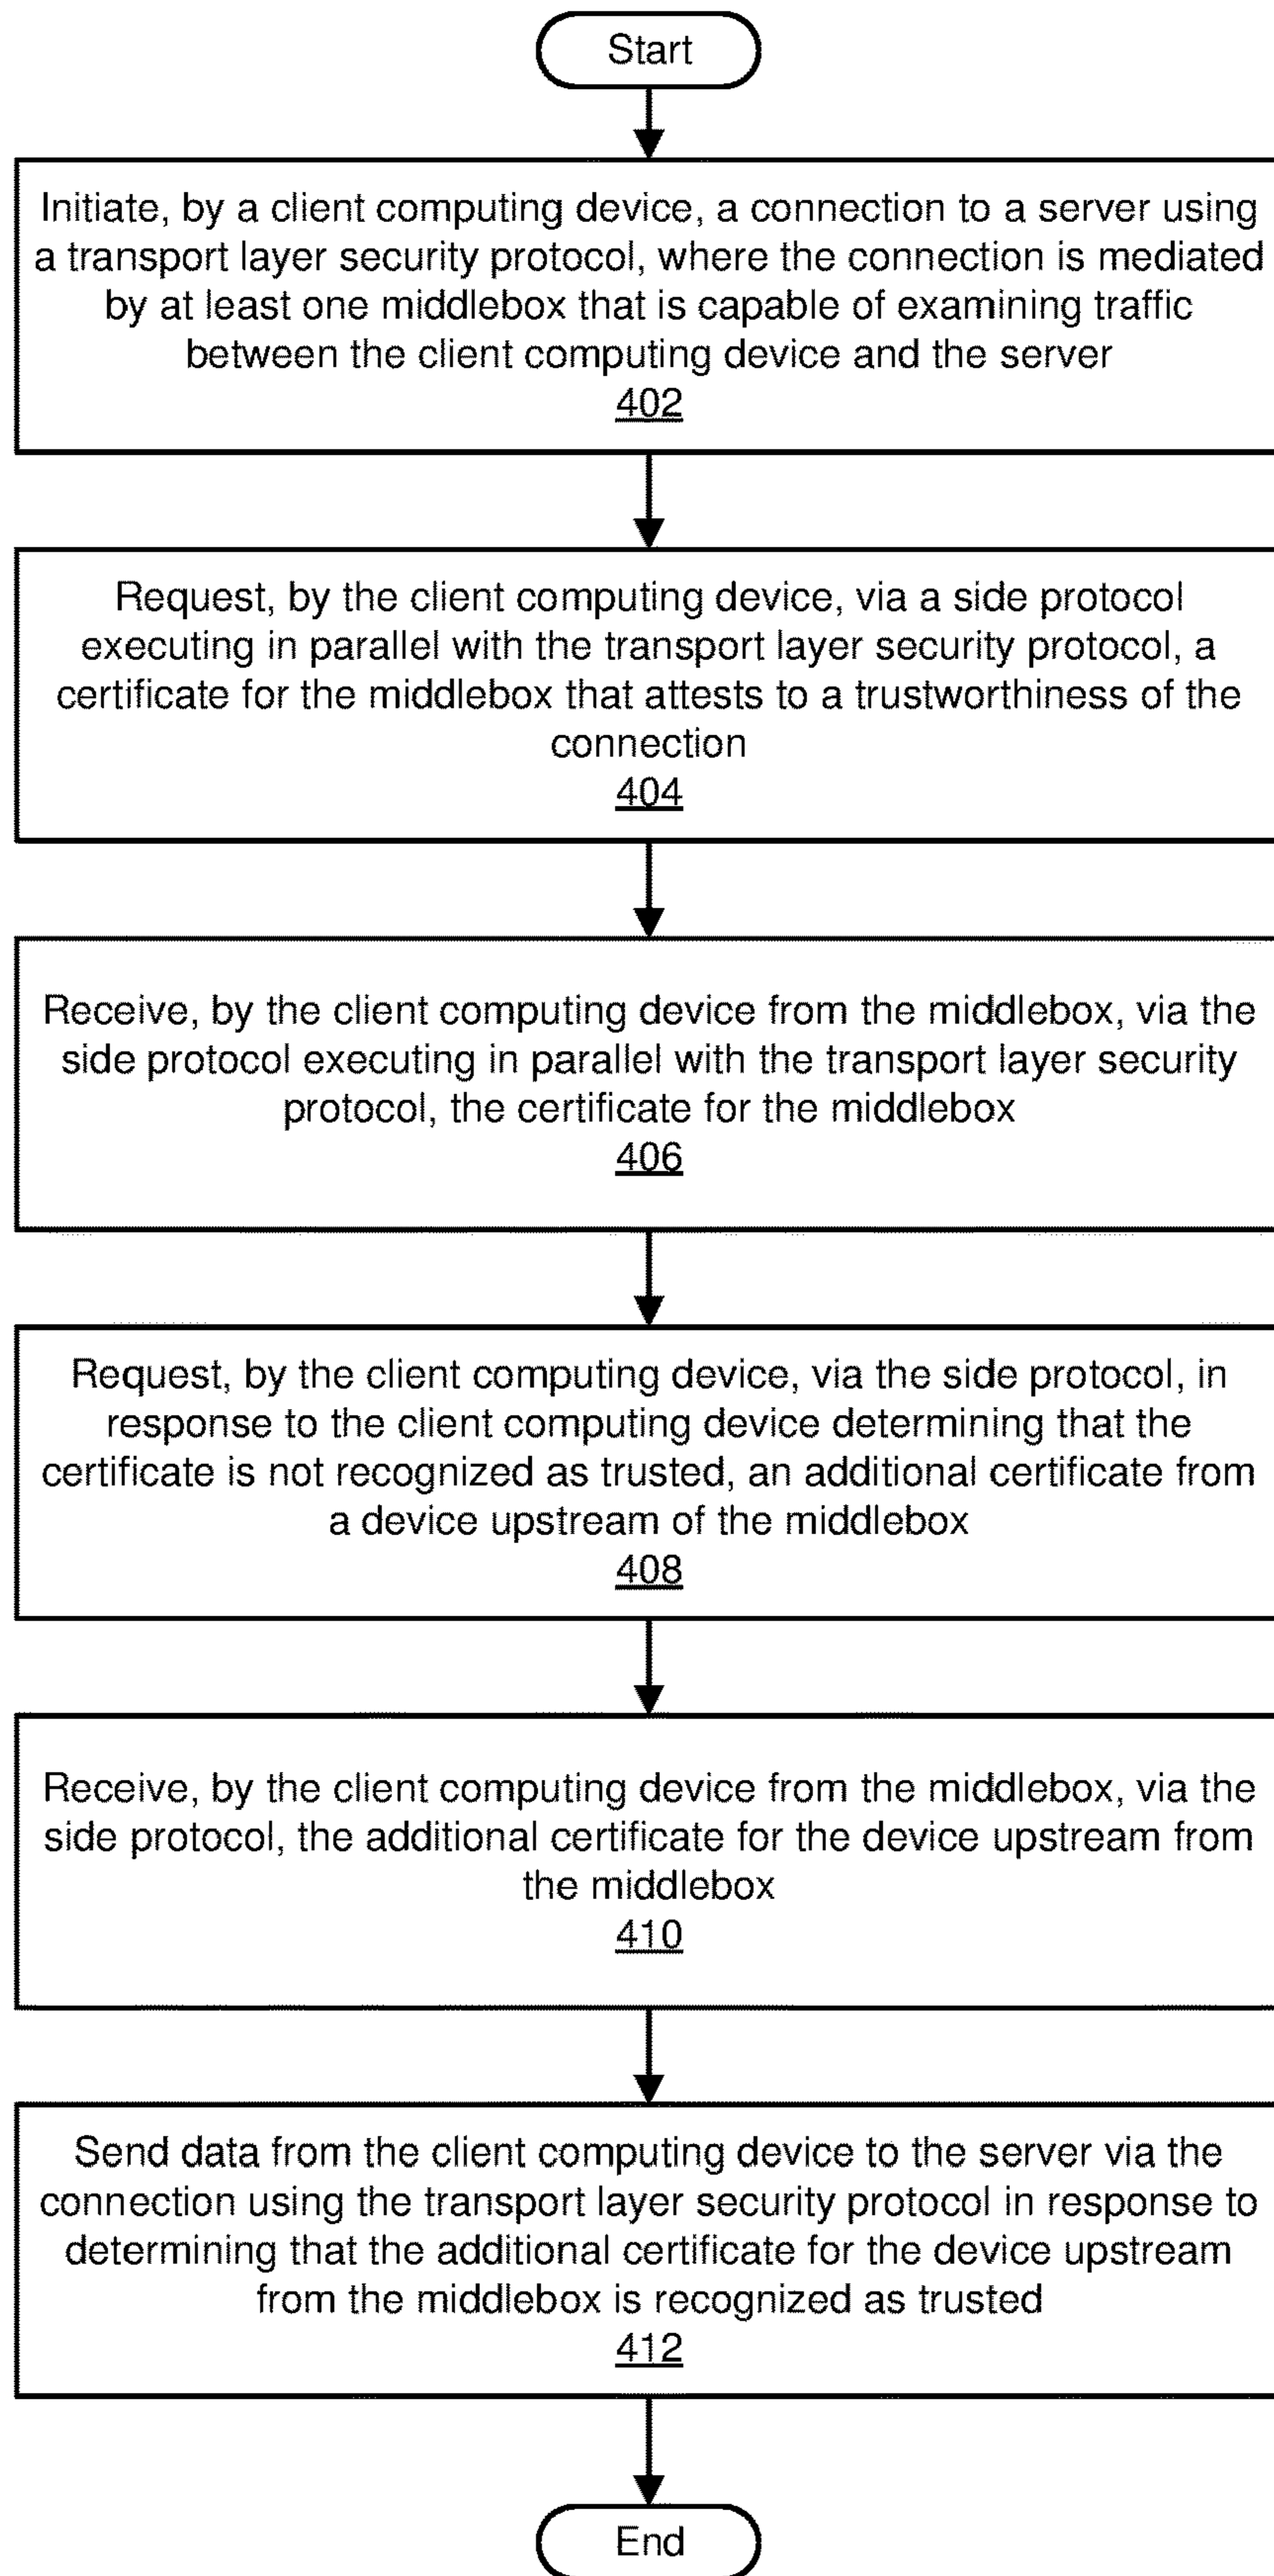 Start
Initiate, by a client computing device, a connection to a server using
a transport layer security protocol, where the connection is mediated
by at least one middlebox that is capable of examining traffic
between the client computing device and the server
402
Request, by the client computing device, via a side protocol
executing in parallel with the transport layer security protocol, a
certificate for the middlebox that attests to a trustworthiness of the
connection
404
Receive, by the client computing device from the middlebox, via the
side protocol executing in parallel with the transport layer security
protocol, the certificate for the middlebox
406
Request, by the client computing device, via the side protocol, in
response to the client computing device determining that the
certificate is not recognized as trusted, an additional certificate from
a device upstream of the middlebox
408
Receive, by the client computing device from the middlebox, via the
side protocol, the additional certificate for the device upstream from
the middlebox
410
Send data from the client computing device to the server via the
connection using the transport layer security protocol in response to
determining that the additional certificate for the device upstream
from the middlebox is recognized as trusted
412
End